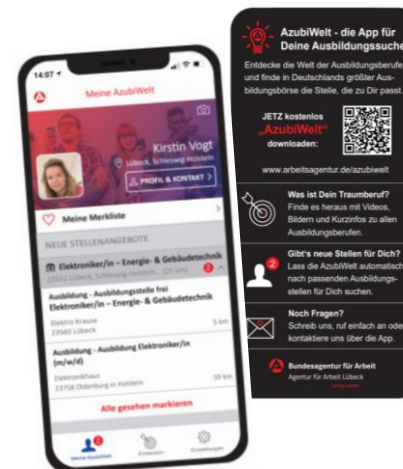 14:07
Meine AzubiWelt
Kirstin Vogt
Lübeck, Schleswig-Holstein
PROFIL & KONTAKT >
Meine Merkliste
NEUE STELLENANGEBOTE
Elektroniker/in – Energie- & Gebäudetechnik
23552 Lübeck, Schleswig-Holstein... (25 km)
2
Ausbildung - Ausbildungsstelle frei
Elektroniker/in – Energie- & Gebäudetechnik
Elektro Krause
23560 Lübeck
5 km
Ausbildung - Ausbildung Elektroniker/in
(m/w/d)
Elektronikhaus
23758 Oldenburg in Holstein
59 km
Alle gesehen markieren
2
Meine AzubiWelt
Entdecken
Einstellungen
AzubiWelt - die App für
Deine Ausbildungssuche
Entdecke die Welt der Ausbildungsberufe
und finde in Deutschlands größter Aus-
bildungsbörse die Stelle, die zu Dir passt.
JETZT kostenlos
„AzubiWelt"
downloaden:
www.arbeitsagentur.de/azubiwelt
Was ist Dein Traumberuf?
Finde es heraus mit Videos,
Bildern und Kurzinfos zu allen
Ausbildungsberufen.
2
Gibt's neue Stellen für Dich?
Lass die AzubiWelt automatisch
nach passenden Ausbildungs-
stellen für Dich suchen.
Noch Fragen?
Schreib uns, ruf einfach an oder
kontaktiere uns über die App.
Bundesagentur für Arbeit
Agentur für Arbeit Lübeck